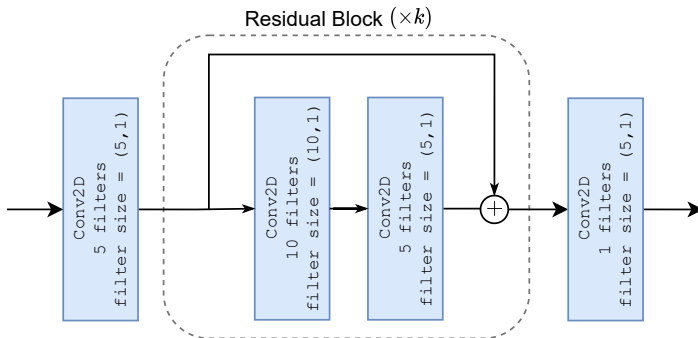 Residual Block (×k)
Conv2D
5 filters
filter size = (5,1)
Conv2D
10 filters
filter size = (10,1)
Conv2D
5 filters
filter size = (5,1)
+
Conv2D
1 filters
filter size = (5,1)